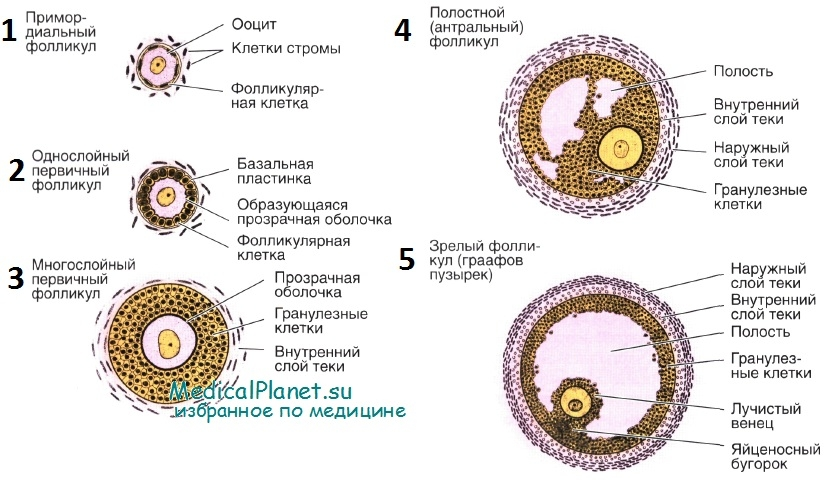 1 Примор-
диальный
фолликул
Ооцит
Клетки стромы
Фолликуляр-
ная клетка
2 Однослойный
первичный
фолликул
Базальная
пластинка
Образующаяся
прозрачная оболочка
Фолликулярная
клетка
3 Многослойный
первичный
фолликул
Прозрачная
оболочка
Гранулезные
клетки
Внутренний
слой теки
MedicalPlanet.su
избранное по медицине
4 Полостной
(антральный)
фолликул
Полость
Внутренний
слой теки
Наружный
слой теки
Гранулезные
клетки
5 Зрелый фолли-
кул (граафов
пузырек)
Наружный
слой теки
Внутренний
слой теки
Полость
Гранулез-
ные клетки
Лучистый
венец
Яйценосный
бугорок